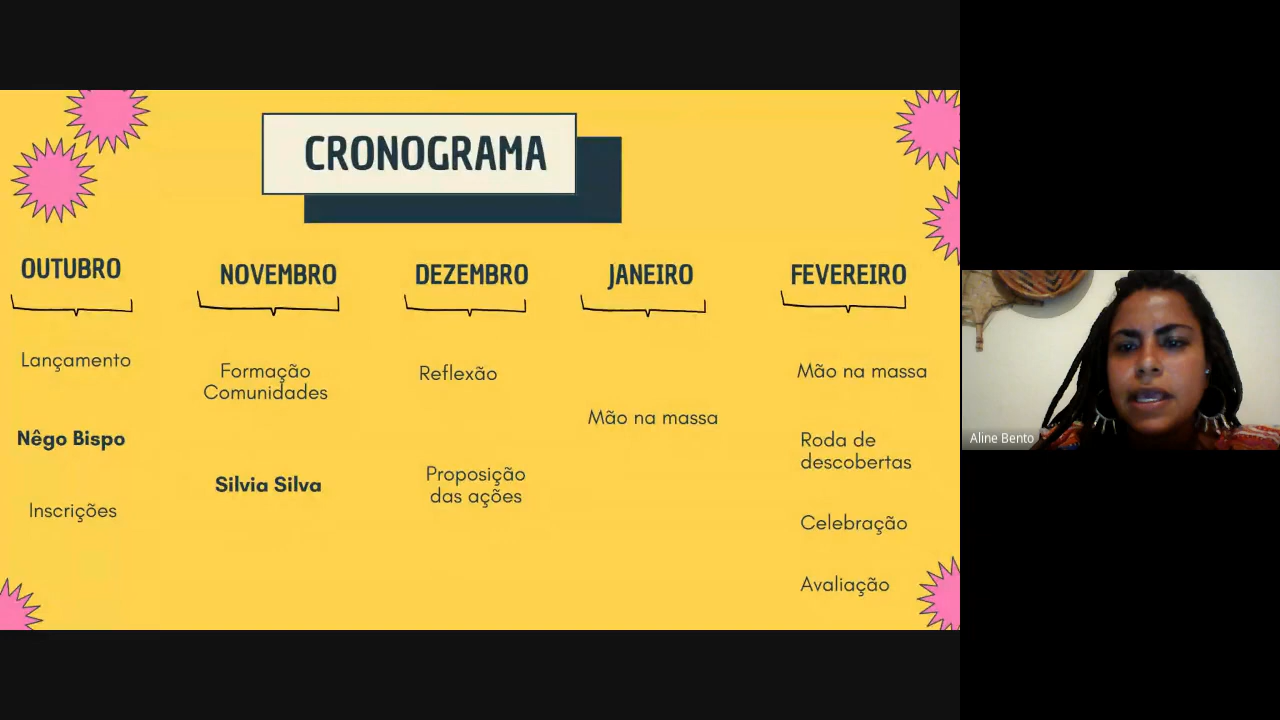 CRONOGRAMA
OUTUBRO
Lançamento
Nêgo Bispo
Inscrições
NOVEMBRO
Formação
Comunidades
Silvia Silva
DEZEMBRO
Reflexão
Proposição
das ações
JANEIRO
Mão na massa
FEVEREIRO
Mão na massa
Roda de
descobertas
Celebração
Avaliação
Aline Bento